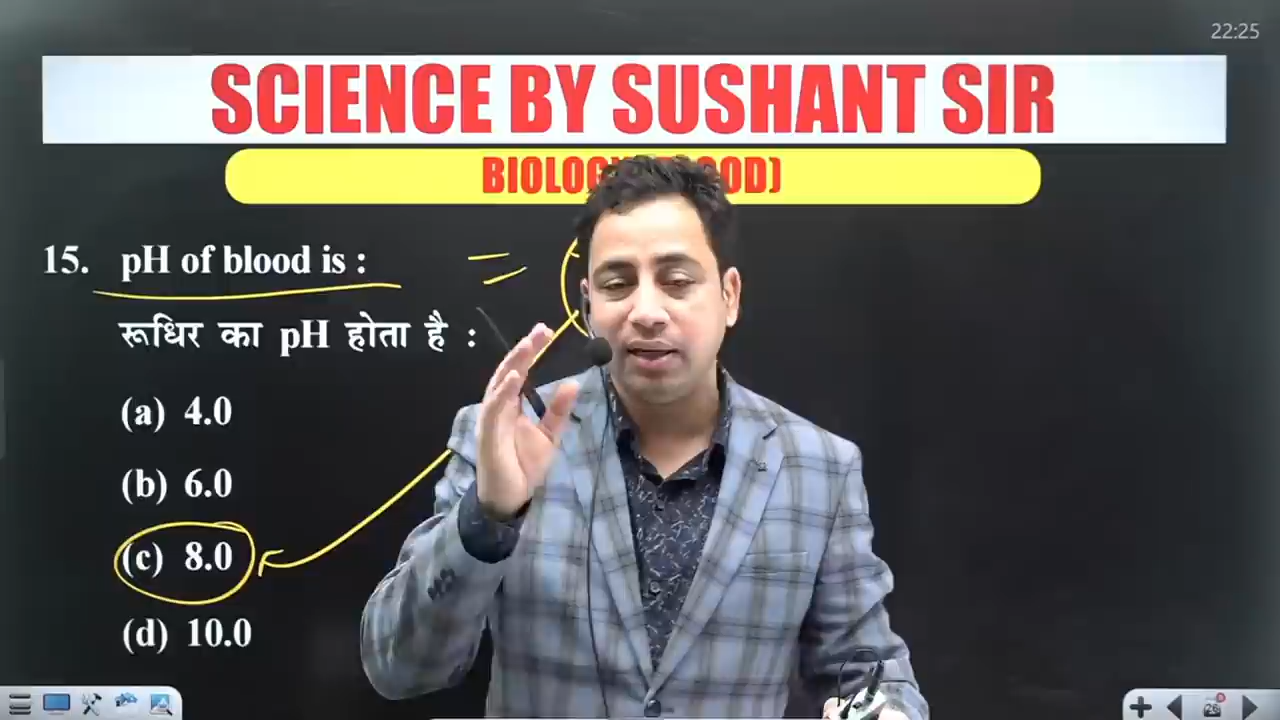 22:25
SCIENCE BY SUSHANT SIR
15. pH of blood is :
रूधिर का pH होता है :
(a) 4.0
(b) 6.0
(c) 8.0
(d) 10.0